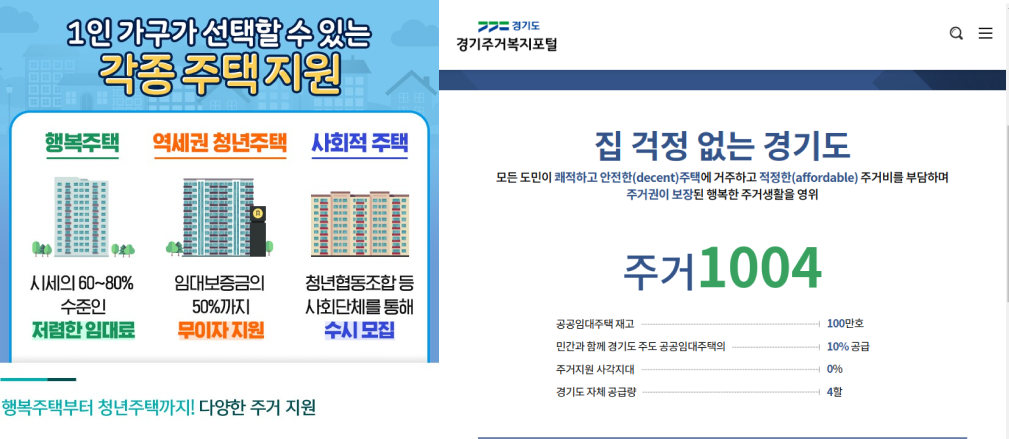 1인 가구가 선택할 수 있는
각종 주택 지원
행복주택
시세의 60~80%
수준인
저렴한 임대료
역세권 청년주택
임대보증금의
50%까지
무이자 지원
사회적 주택
청년협동조합 등
사회단체를 통해
수시 모집
행복주택부터 청년주택까지! 다양한 주거 지원
경기도
경기주거복지포털
집 걱정 없는 경기도
모든 도민이 쾌적하고 안전한(decent)주택에 거주하고 적정한(affordable) 주거비를 부담하며
주거권이 보장된 행복한 주거생활을 영위
주거1004
공공임대주택 재고 100만호
민간과 함께 경기도 주도 공공임대주택의 10% 공급
주거지원 사각지대 0%
경기도 자체 공급량 4할